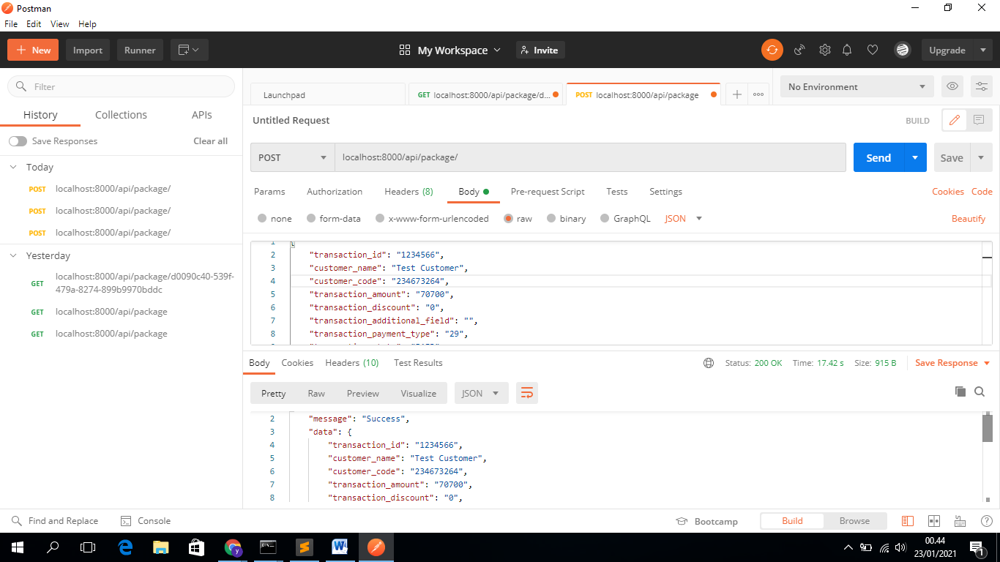 Postman
File Edit View Help
New Import Runner My Workspace Invite Upgrade
Filter
History Collections APIs
Save Responses Clear all
Today
POST localhost:8000/api/package/
POST localhost:8000/api/package/
POST localhost:8000/api/package/
Yesterday
GET localhost:8000/api/package/d0090c40-539f-
479a-8274-899b9970bddc
GET localhost:8000/api/package
GET localhost:8000/api/package
Launchpad GET localhost:8000/api/package/d... POST localhost:8000/api/package No Environment
Untitled Request BUILD
POST localhost:8000/api/package/ Send Save
Params Authorization Headers (8) Body Pre-request Script Tests Settings Cookies Code
none form-data x-www-form-urlencoded raw binary GraphQL JSON Beautify
1 {
2 "transaction_id": "1234566",
3 "customer_name": "Test Customer",
4 "customer_code": "234673264",
5 "transaction_amount": "70700",
6 "transaction_discount": "0",
7 "transaction_additional_field": "",
8 "transaction_payment_type": "29",
Body Cookies Headers (10) Test Results Status: 200 OK Time: 17.42 s Size: 915 B Save Response
Pretty Raw Preview Visualize JSON
2 "message": "Success",
3 "data": {
4 "transaction_id": "1234566",
5 "customer_name": "Test Customer",
6 "customer_code": "234673264",
7 "transaction_amount": "70700",
8 "transaction_discount": "0",
Find and Replace Console Bootcamp Build Browse
00.44
23/01/2021
1